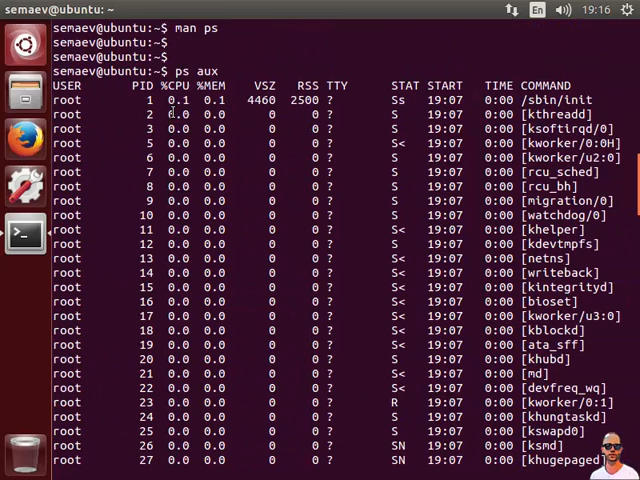 semaev@ubuntu: ~
En
19:16
semaev@ubuntu:~$ man ps
semaev@ubuntu:~$
semaev@ubuntu:~$
semaev@ubuntu:~$ ps aux
USER PID %CPU %MEM VSZ RSS TTY STAT START TIME COMMAND
root 1 0.1 0.1 4460 2500 ? Ss 19:07 0:00 /sbin/init
root 2 0.0 0.0 0 0 ? S 19:07 0:00 [kthreadd]
root 3 0.0 0.0 0 0 ? S 19:07 0:00 [ksoftirqd/0]
root 5 0.0 0.0 0 0 ? S< 19:07 0:00 [kworker/0:0H]
root 6 0.0 0.0 0 0 ? S 19:07 0:00 [kworker/u2:0]
root 7 0.0 0.0 0 0 ? S 19:07 0:00 [rcu_sched]
root 8 0.0 0.0 0 0 ? S 19:07 0:00 [rcu_bh]
root 9 0.0 0.0 0 0 ? S 19:07 0:00 [migration/0]
root 10 0.0 0.0 0 0 ? S 19:07 0:00 [watchdog/0]
root 11 0.0 0.0 0 0 ? S< 19:07 0:00 [khelper]
root 12 0.0 0.0 0 0 ? S 19:07 0:00 [kdevtmpfs]
root 13 0.0 0.0 0 0 ? S< 19:07 0:00 [netns]
root 14 0.0 0.0 0 0 ? S< 19:07 0:00 [writeback]
root 15 0.0 0.0 0 0 ? S< 19:07 0:00 [kintegrityd]
root 16 0.0 0.0 0 0 ? S< 19:07 0:00 [bioset]
root 17 0.0 0.0 0 0 ? S< 19:07 0:00 [kworker/u3:0]
root 18 0.0 0.0 0 0 ? S< 19:07 0:00 [kblockd]
root 19 0.0 0.0 0 0 ? S< 19:07 0:00 [ata_sff]
root 20 0.0 0.0 0 0 ? S 19:07 0:00 [khubd]
root 21 0.0 0.0 0 0 ? S< 19:07 0:00 [md]
root 22 0.0 0.0 0 0 ? S< 19:07 0:00 [devfreq_wq]
root 23 0.0 0.0 0 0 ? R 19:07 0:00 [kworker/0:1]
root 24 0.0 0.0 0 0 ? S 19:07 0:00 [khungtaskd]
root 25 0.0 0.0 0 0 ? S 19:07 0:00 [kswapd0]
root 26 0.0 0.0 0 0 ? SN 19:07 0:00 [ksmd]
root 27 0.0 0.0 0 0 ? SN 19:07 0:00 [khugepaged]